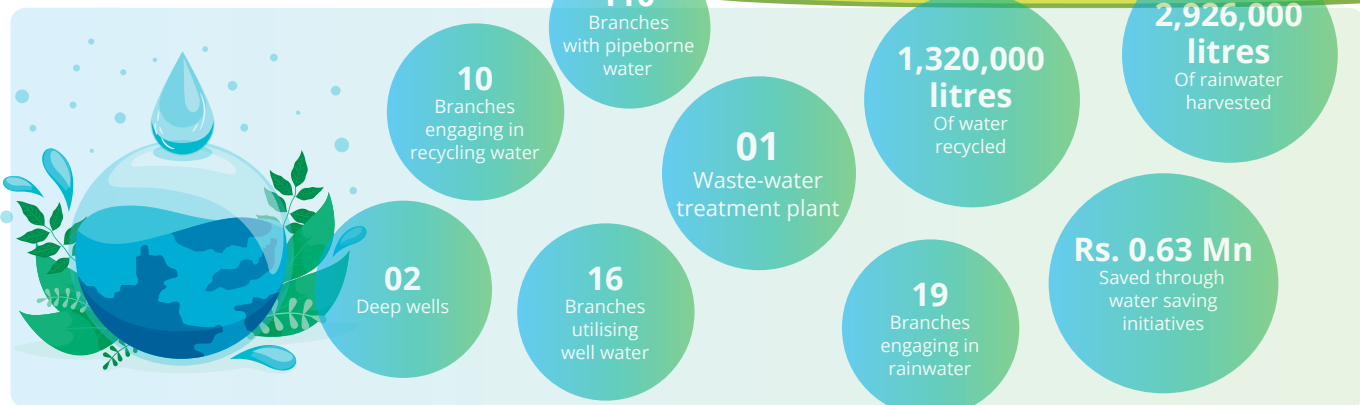 10
Branches
engaging in
recycling water
Branches
with pipeborne
water
01
Waste-water
treatment plant
1,320,000
litres
Of water
recycled
2,926,000
litres
Of rainwater
harvested
02
Deep wells
16
Branches
utilising
well water
19
Branches
engaging in
rainwater
Rs. 0.63 Mn
Saved through
water saving
initiatives